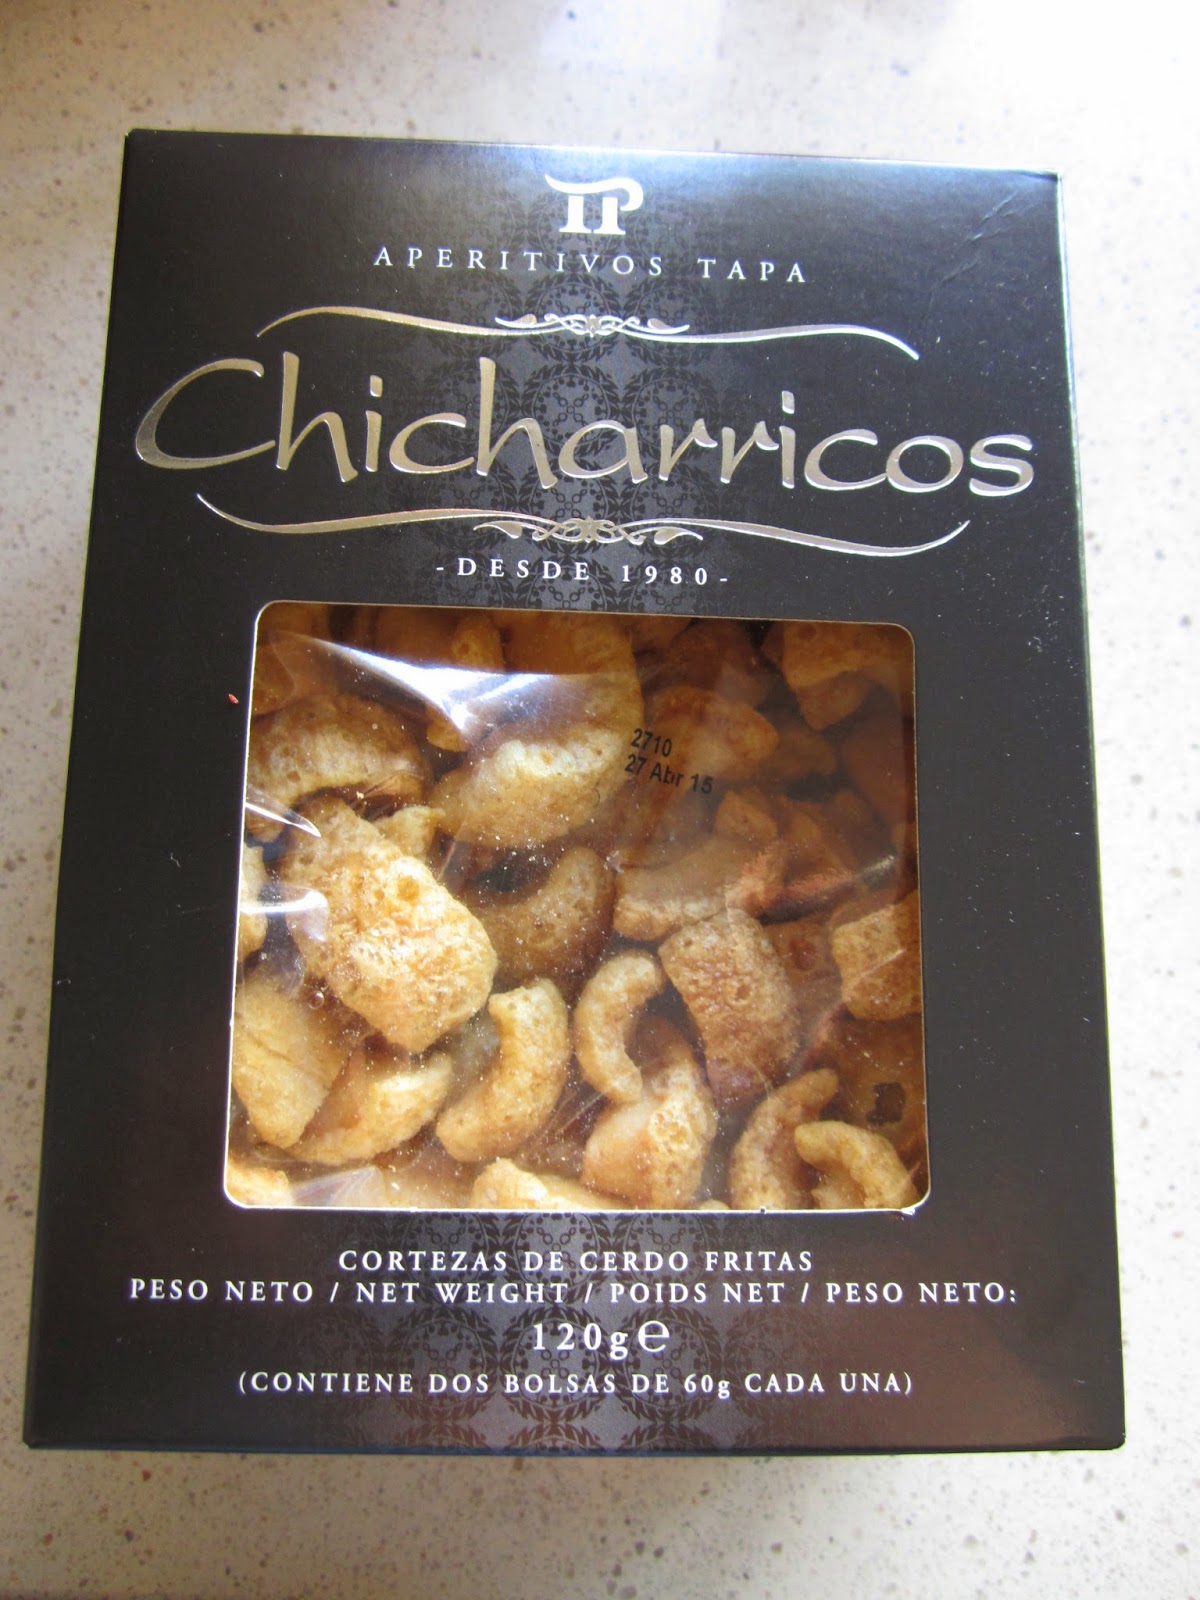 TP
APERITIVOS TAPA
Chicharricos
-DESDE 1980-
2710
27 Abr 15
CORTEZAS DE CERDO FRITAS
PESO NETO / NET WEIGHT / POIDS NET / PESO NETO:
120g℮
(CONTIENE DOS BOLSAS DE 60g CADA UNA)